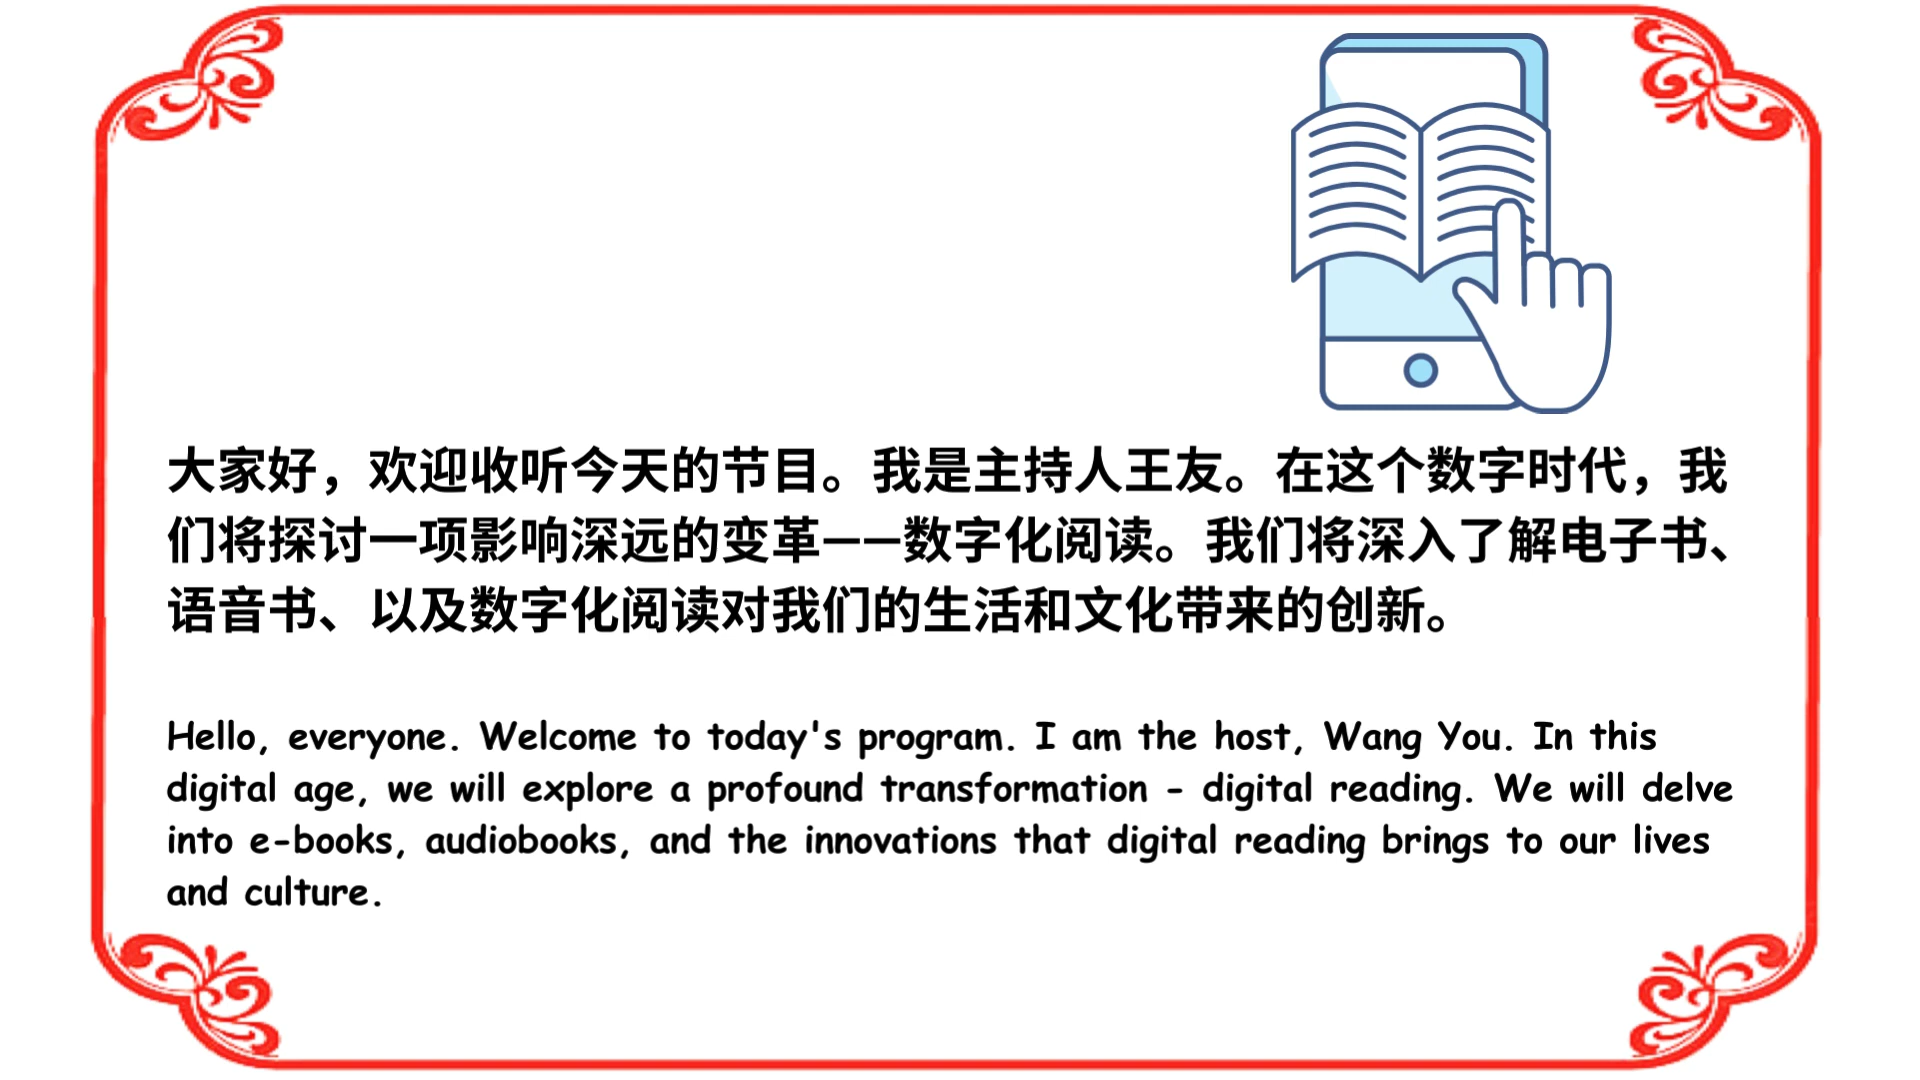 大家好，欢迎收听今天的节目。我是主持人王友。在这个数字时代，我
们将探讨一项影响深远的变革——数字化阅读。我们将深入了解电子书、
语音书、以及数字化阅读对我们的生活和文化带来的创新。
Hello, everyone. Welcome to today's program. I am the host, Wang You. In this
digital age, we will explore a profound transformation - digital reading. We will delve
into e-books, audiobooks, and the innovations that digital reading brings to our lives
and culture.